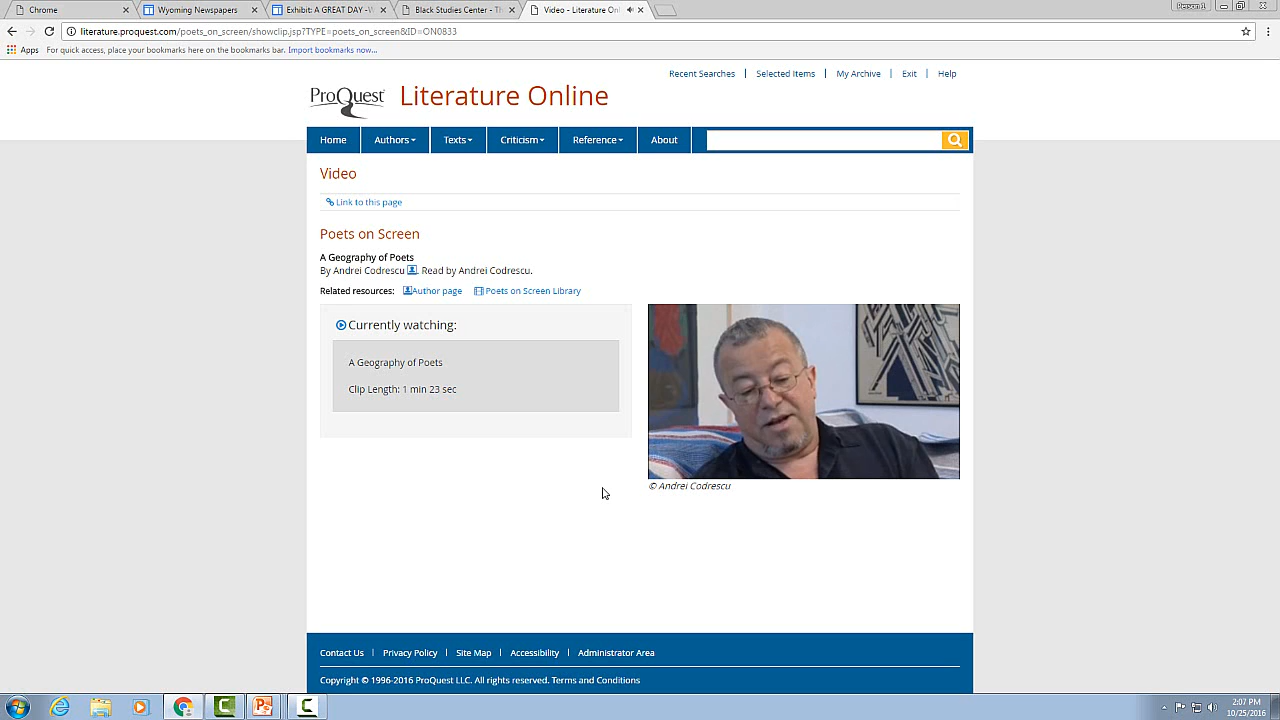 Chrome
Wyoming Newspapers
Exhibit: A GREAT DAY - V
Black Studies Center - Th
Video - Literature Onl
literature.proquest.com/poets_on_screen/showclip.jsp?TYPE=poets_on_screen&ID=ON0833
Apps For quick access, place your bookmarks here on the bookmarks bar. Import bookmarks now...
Recent Searches | Selected Items | My Archive | Exit | Help
ProQuest Literature Online
Home Authors Texts Criticism Reference About
Video
Link to this page
Poets on Screen
A Geography of Poets
By Andrei Codrescu . Read by Andrei Codrescu.
Related resources: Author page Poets on Screen Library
Currently watching:
A Geography of Poets
Clip Length: 1 min 23 sec
© Andrei Codrescu
Contact Us | Privacy Policy | Site Map | Accessibility | Administrator Area
Copyright © 1996-2016 ProQuest LLC. All rights reserved. Terms and Conditions
2:07 PM
10/25/2016